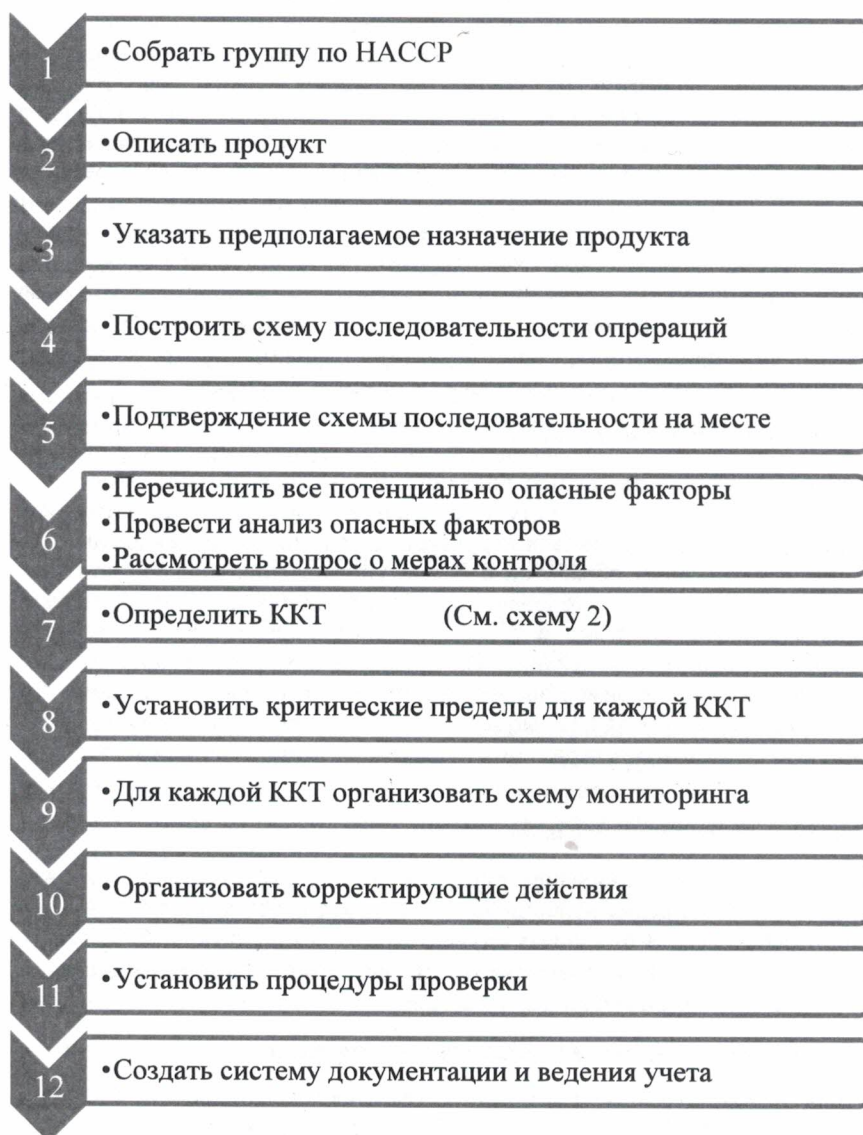 1
•Собрать группу по НАССР
2
•Описать продукт
3
•Указать предполагаемое назначение продукта
4
•Построить схему последовательности опрераций
5
•Подтверждение схемы последовательности на месте
6
•Перечислить все потенциально опасные факторы
•Провести анализ опасных факторов
•Рассмотреть вопрос о мерах контроля
7
•Определить ККТ (См. схему 2)
8
•Установить критические пределы для каждой ККТ
9
•Для каждой ККТ организовать схему мониторинга
10
•Организовать корректирующие действия
11
•Установить процедуры проверки
12
•Создать систему документации и ведения учета